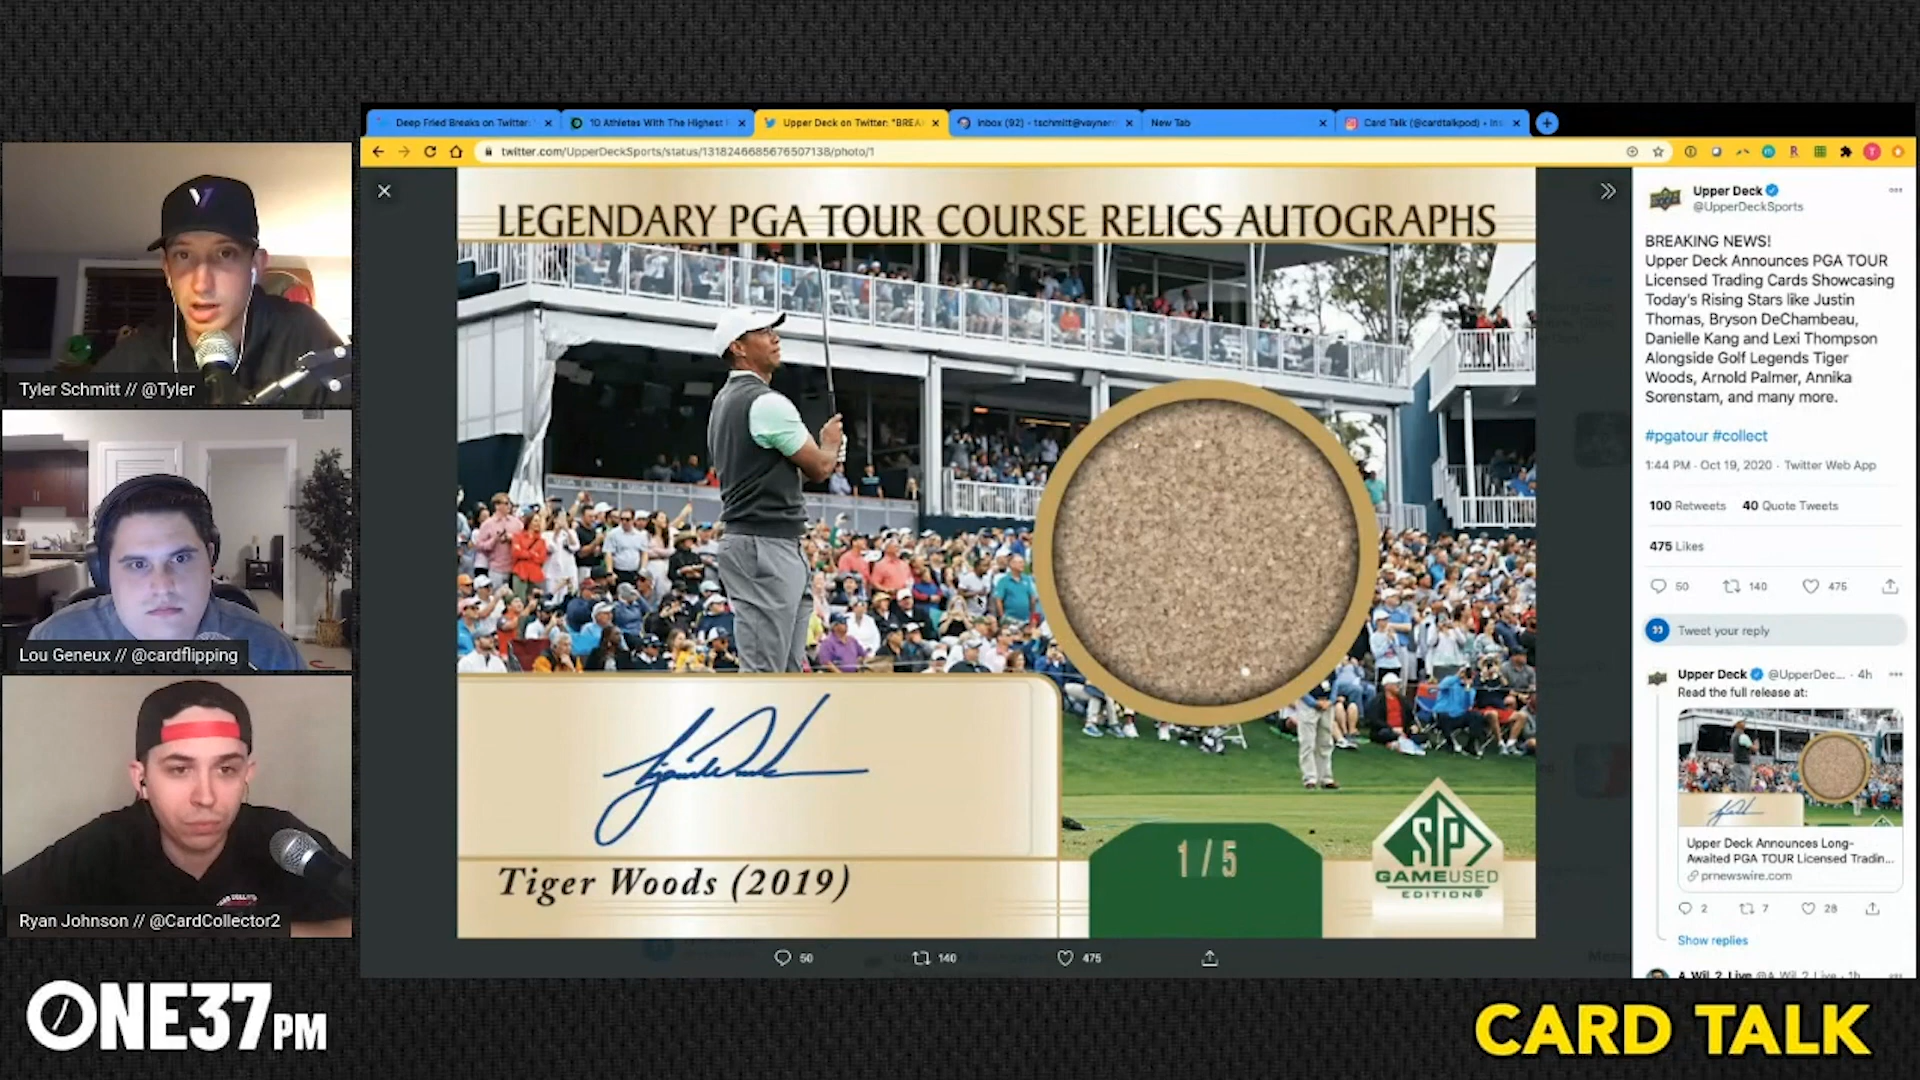 Deep Fried Breaks on Twitter:
10 Athletes With The Highest
Upper Deck on Twitter: "BREA
Inbox (92) - tschmitt@vayner
New Tab
Card Talk (@cardtalkpod) • Ins
twitter.com/UpperDeckSports/status/1318246685676507138/photo/1
LEGENDARY PGA TOUR COURSE RELICS AUTOGRAPHS
Tiger Woods (2019)
1/5
SP
GAMEUSED
EDITION®
50
140
475
Upper Deck
@UpperDeckSports
BREAKING NEWS!
Upper Deck Announces PGA TOUR
Licensed Trading Cards Showcasing
Today's Rising Stars like Justin
Thomas, Bryson DeChambeau,
Danielle Kang and Lexi Thompson
Alongside Golf Legends Tiger
Woods, Arnold Palmer, Annika
Sorenstam, and many more.
#pgatour #collect
1:44 PM · Oct 19, 2020 · Twitter Web App
100 Retweets 40 Quote Tweets
475 Likes
50 140 475
Tweet your reply
Upper Deck @UpperDec... · 4h
Read the full release at:
Upper Deck Announces Long-
Awaited PGA TOUR Licensed Tradin...
prnewswire.com
2 7 28
Show replies
A_Wil_2_Live @A_Wil_2_Live · 1h
Tyler Schmitt // @Tyler
Lou Geneux // @cardflipping
Ryan Johnson // @CardCollector2
ONE37PM
CARD TALK